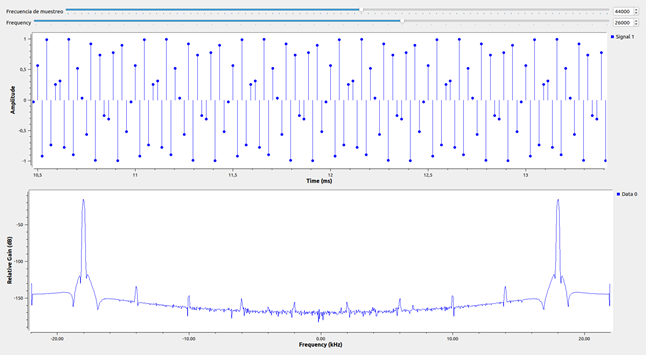 Frecuencia de muestreo 44000
Frequency 26000
Signal 1
Amplitude
1
0,5
0
-0,5
-1
10,5 11 11,5 12 12,5 13
Time (ms)
Data 0
Relative Gain (dB)
-50
-100
-150
-20.00 -10.00 0.00 10.00 20.00
Frequency (kHz)